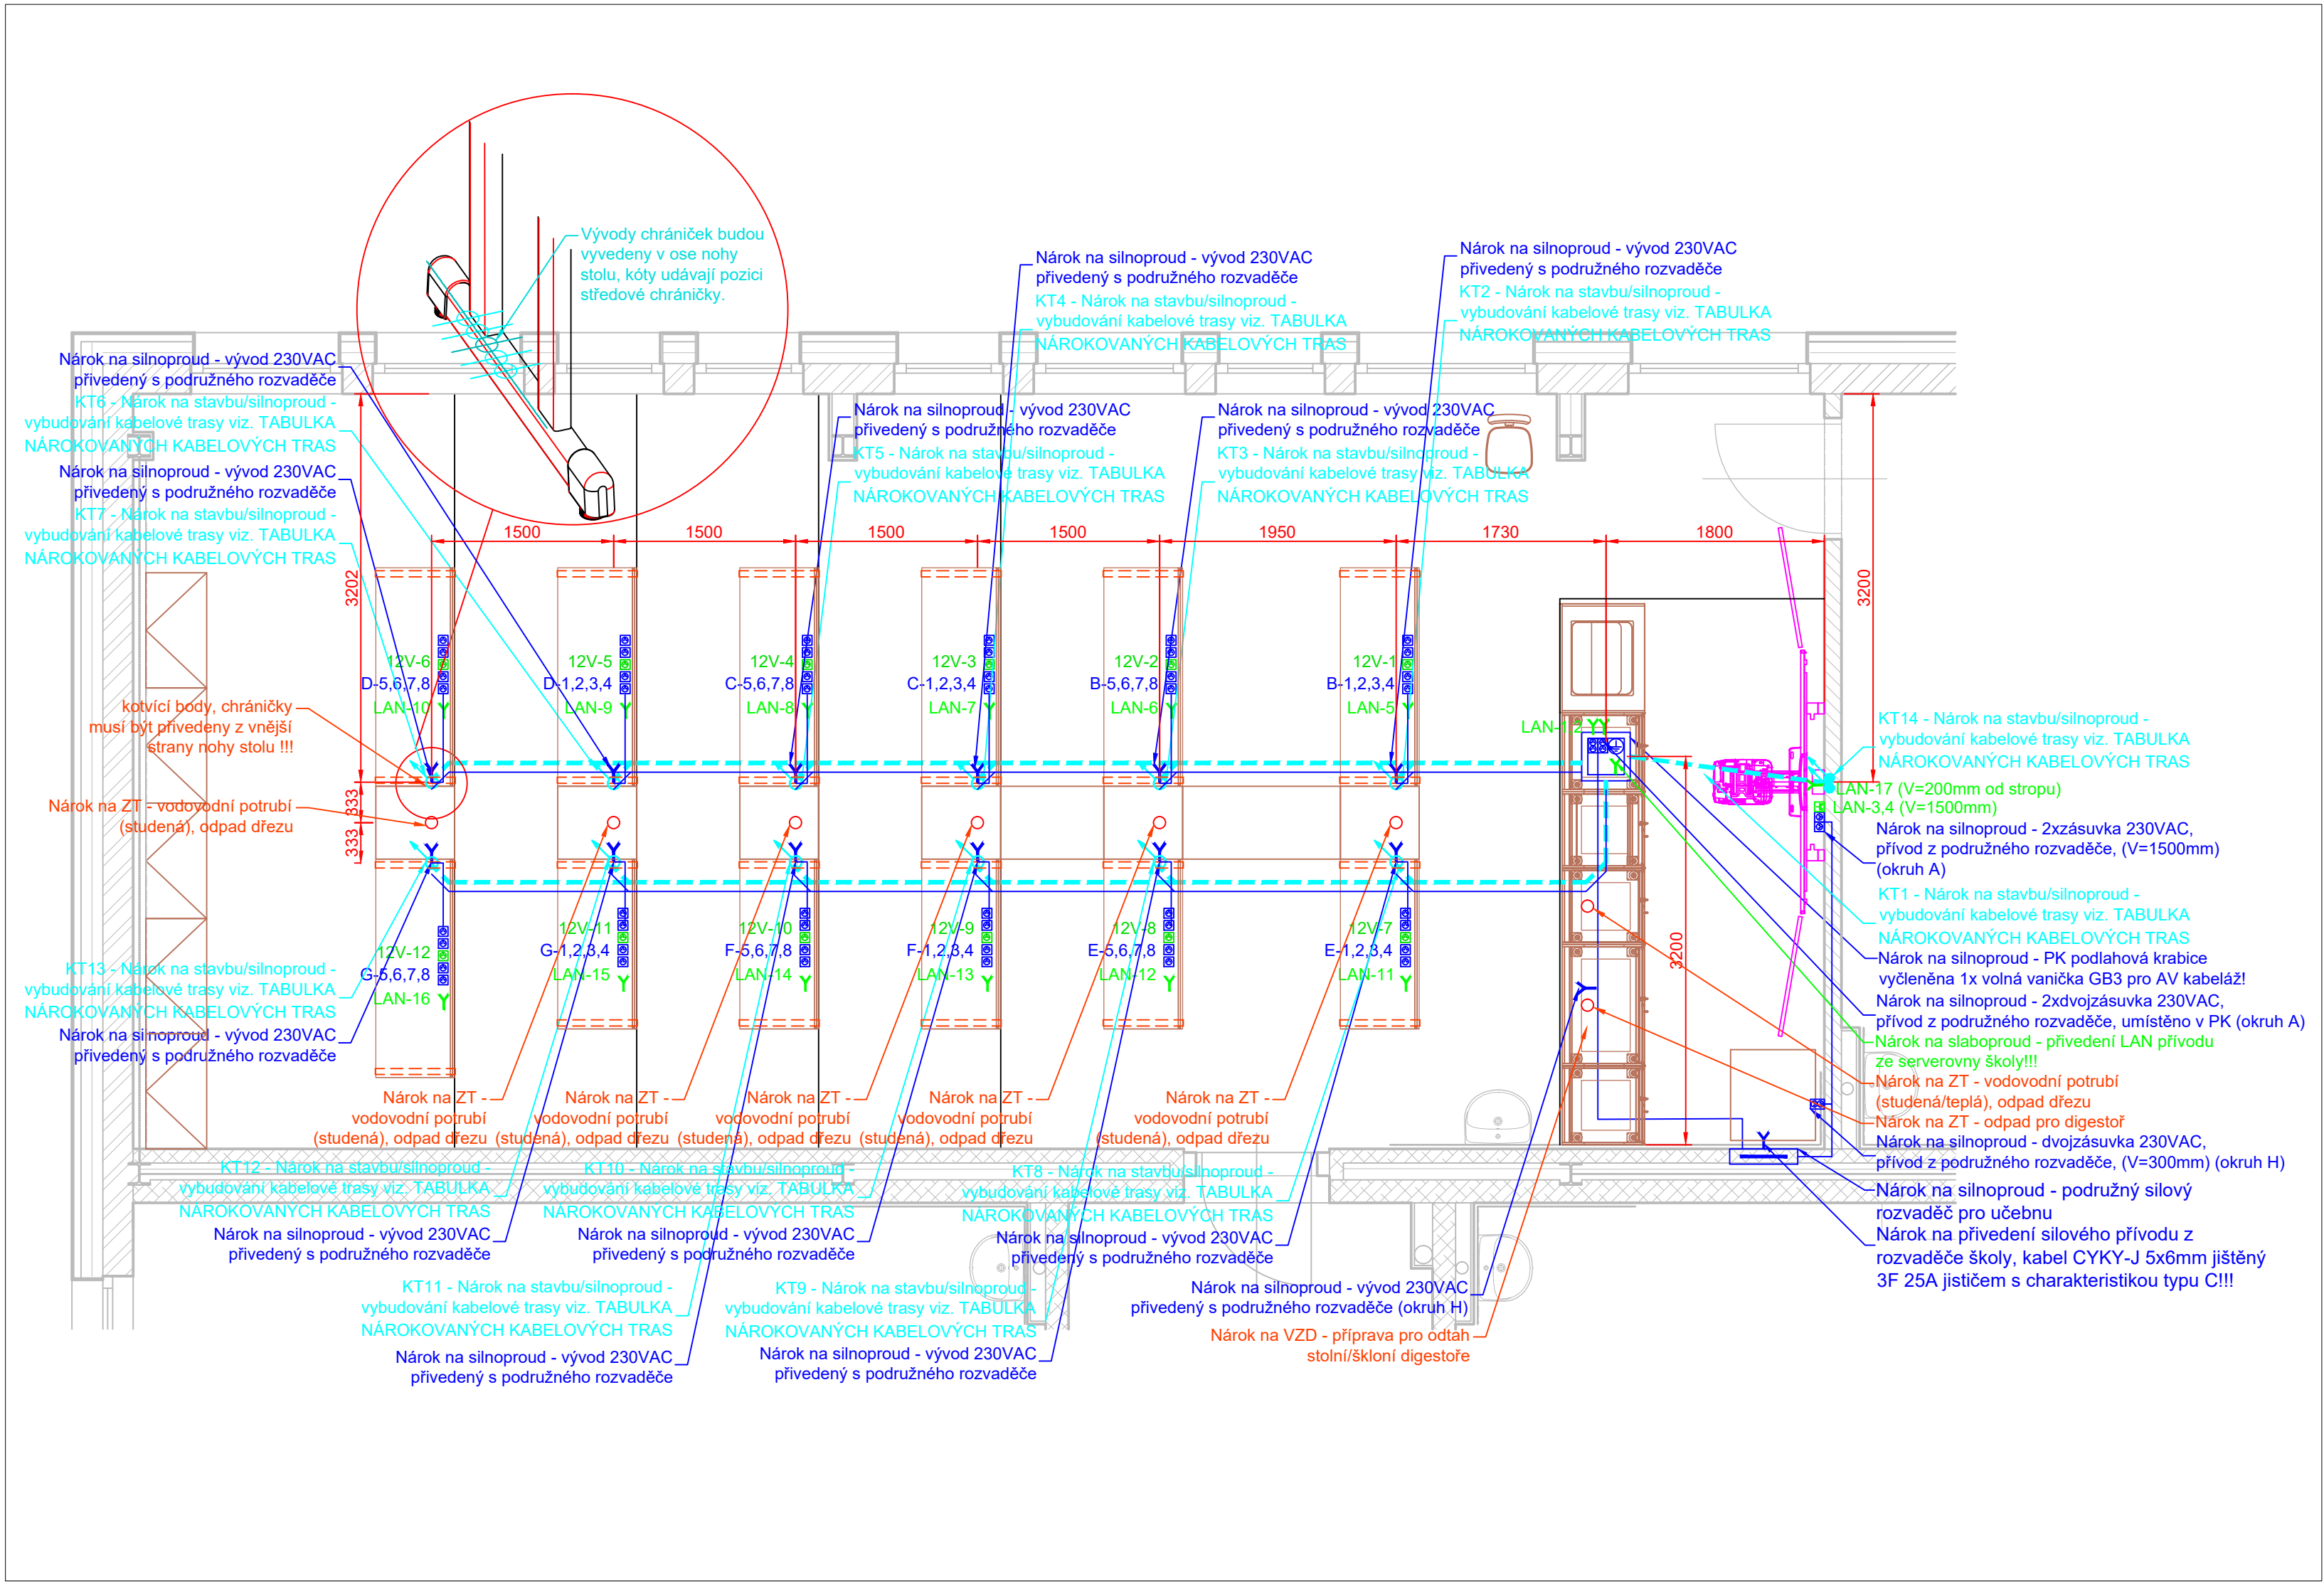 Vývody chrániček budou
vyvedeny v ose nohy
stolu, kóty udávají pozici
středové chráničky.
Nárok na silnoproud - vývod 230VAC
přivedený s podružného rozvaděče
KT4 - Nárok na stavbu/silnoproud -
vybudování kabelové trasy viz. TABULKA
NÁROKOVANÝCH KABELOVÝCH TRAS
Nárok na silnoproud - vývod 230VAC
přivedený s podružného rozvaděče
KT2 - Nárok na stavbu/silnoproud -
vybudování kabelové trasy viz. TABULKA
NÁROKOVANÝCH KABELOVÝCH TRAS
Nárok na silnoproud - vývod 230VAC
přivedený s podružného rozvaděče
KT6 - Nárok na stavbu/silnoproud -
vybudování kabelové trasy viz. TABULKA
NÁROKOVANÝCH KABELOVÝCH TRAS
Nárok na silnoproud - vývod 230VAC
přivedený s podružného rozvaděče
KT7 - Nárok na stavbu/silnoproud -
vybudování kabelové trasy viz. TABULKA
NÁROKOVANÝCH KABELOVÝCH TRAS
Nárok na silnoproud - vývod 230VAC
přivedený s podružného rozvaděče
KT5 - Nárok na stavbu/silnoproud -
vybudování kabelové trasy viz. TABULKA
NÁROKOVANÝCH KABELOVÝCH TRAS
Nárok na silnoproud - vývod 230VAC
přivedený s podružného rozvaděče
KT3 - Nárok na stavbu/silnoproud -
vybudování kabelové trasy viz. TABULKA
NÁROKOVANÝCH KABELOVÝCH TRAS
1500
1500
1500
1500
1950
1730
1800
3202
3200
12V-6
D-5,6,7,8
LAN-10
12V-5
D-1,2,3,4
LAN-9
12V-4
C-5,6,7,8
LAN-8
12V-3
C-1,2,3,4
LAN-7
12V-2
B-5,6,7,8
LAN-6
12V-1
B-1,2,3,4
LAN-5
LAN-1,2
kotvící body, chráničky
musí být přivedeny z vnější
strany nohy stolu !!!
Nárok na ZT - vodovodní potrubí
(studená), odpad dřezu
333
333
KT14 - Nárok na stavbu/silnoproud -
vybudování kabelové trasy viz. TABULKA
NÁROKOVANÝCH KABELOVÝCH TRAS
LAN-17 (V=200mm od stropu)
LAN-3,4 (V=1500mm)
Nárok na silnoproud - 2xzásuvka 230VAC,
přívod z podružného rozvaděče, (V=1500mm)
(okruh A)
KT1 - Nárok na stavbu/silnoproud -
vybudování kabelové trasy viz. TABULKA
NÁROKOVANÝCH KABELOVÝCH TRAS
Nárok na silnoproud - PK podlahová krabice
vyčleněna 1x volná vanička GB3 pro AV kabeláž!
Nárok na silnoproud - 2xdvojzásuvka 230VAC,
přívod z podružného rozvaděče, umístěno v PK (okruh A)
Nárok na slaboproud - přivedení LAN přívodu
ze serverovny školy!!!
Nárok na ZT - vodovodní potrubí
(studená/teplá), odpad dřezu
Nárok na ZT - odpad pro digestoř
Nárok na silnoproud - dvojzásuvka 230VAC,
přívod z podružného rozvaděče, (V=300mm) (okruh H)
Nárok na silnoproud - podružný silový
rozvaděč pro učebnu
Nárok na přivedení silového přívodu z
rozvaděče školy, kabel CYKY-J 5x6mm jištěný
3F 25A jističem s charakteristikou typu C!!!
3200
12V-12
G-5,6,7,8
LAN-16
12V-11
G-1,2,3,4
LAN-15
12V-10
F-5,6,7,8
LAN-14
12V-9
F-1,2,3,4
LAN-13
12V-8
E-5,6,7,8
LAN-12
12V-7
E-1,2,3,4
LAN-11
KT13 - Nárok na stavbu/silnoproud -
vybudování kabelové trasy viz. TABULKA
NÁROKOVANÝCH KABELOVÝCH TRAS
Nárok na silnoproud - vývod 230VAC
přivedený s podružného rozvaděče
Nárok na ZT -
vodovodní potrubí
(studená), odpad dřezu
Nárok na ZT -
vodovodní potrubí
(studená), odpad dřezu
Nárok na ZT -
vodovodní potrubí
(studená), odpad dřezu
Nárok na ZT -
vodovodní potrubí
(studená), odpad dřezu
Nárok na ZT -
vodovodní potrubí
(studená), odpad dřezu
KT12 - Nárok na stavbu/silnoproud -
vybudování kabelové trasy viz. TABULKA
NÁROKOVANÝCH KABELOVÝCH TRAS
Nárok na silnoproud - vývod 230VAC
přivedený s podružného rozvaděče
KT10 - Nárok na stavbu/silnoproud -
vybudování kabelové trasy viz. TABULKA
NÁROKOVANÝCH KABELOVÝCH TRAS
Nárok na silnoproud - vývod 230VAC
přivedený s podružného rozvaděče
KT8 - Nárok na stavbu/silnoproud -
vybudování kabelové trasy viz. TABULKA
NÁROKOVANÝCH KABELOVÝCH TRAS
Nárok na silnoproud - vývod 230VAC
přivedený s podružného rozvaděče
KT11 - Nárok na stavbu/silnoproud -
vybudování kabelové trasy viz. TABULKA
NÁROKOVANÝCH KABELOVÝCH TRAS
Nárok na silnoproud - vývod 230VAC
přivedený s podružného rozvaděče
KT9 - Nárok na stavbu/silnoproud -
vybudování kabelové trasy viz. TABULKA
NÁROKOVANÝCH KABELOVÝCH TRAS
Nárok na silnoproud - vývod 230VAC
přivedený s podružného rozvaděče
Nárok na silnoproud - vývod 230VAC
přivedený s podružného rozvaděče (okruh H)
Nárok na VZD - příprava pro odtah
stolní/škloní digestoře